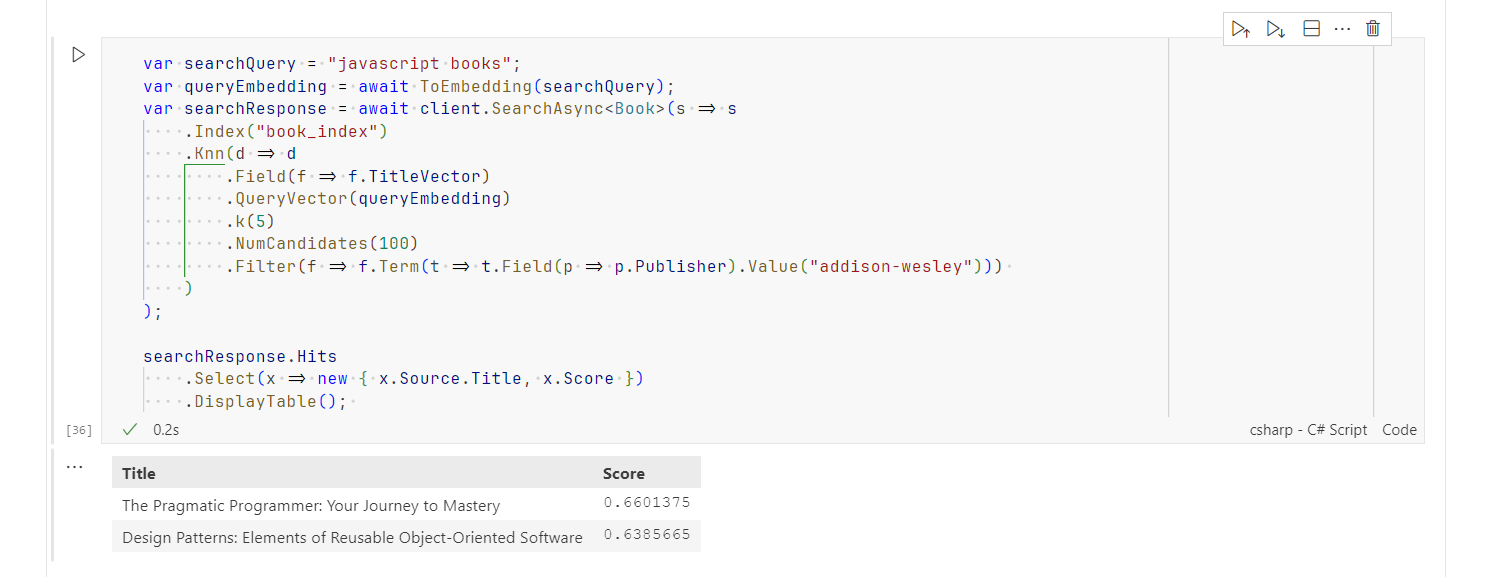 var searchQuery = "javascript books";
var queryEmbedding = await ToEmbedding(searchQuery);
var searchResponse = await client.SearchAsync<Book>(s => s
    .Index("book_index")
    .Knn(d => d
        .Field(f => f.TitleVector)
        .QueryVector(queryEmbedding)
        .k(5)
        .NumCandidates(100)
        .Filter(f => f.Term(t => t.Field(p => p.Publisher).Value("addison-wesley")))
    )
);

searchResponse.Hits
    .Select(x => new { x.Source.Title, x.Score })
    .DisplayTable();
[36] 0.2s csharp - C# Script Code
Title Score
The Pragmatic Programmer: Your Journey to Mastery 0.6601375
Design Patterns: Elements of Reusable Object-Oriented Software 0.6385665